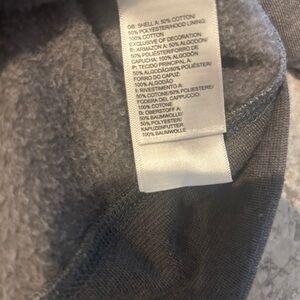 GB: SHELL A: 50% COTTON/
50% POLYESTER/HOOD LINING:
100% COTTON
EXCLUSIVE OF DECORATION
E: ARMAZÓN A: 50% ALGODÓN/
50% POLIÉSTER/FORRO DE
CAPUCHA: 100% ALGODÓN
P: TECIDO PRINCIPAL A:
50% ALGODÃO/50% POLIÉSTER/
FORRO DO CAPUZ:
100% ALGODÃO
I: RIVESTIMENTO A:
50% COTONE/50% POLIESTERE/
FODERA DEL CAPPUCCIO:
100% COTONE
D: OBERSTOFF A:
50% BAUMWOLLE/
50% POLYESTER/
KAPUZENFUTTER:
100% BAUMWOLLE